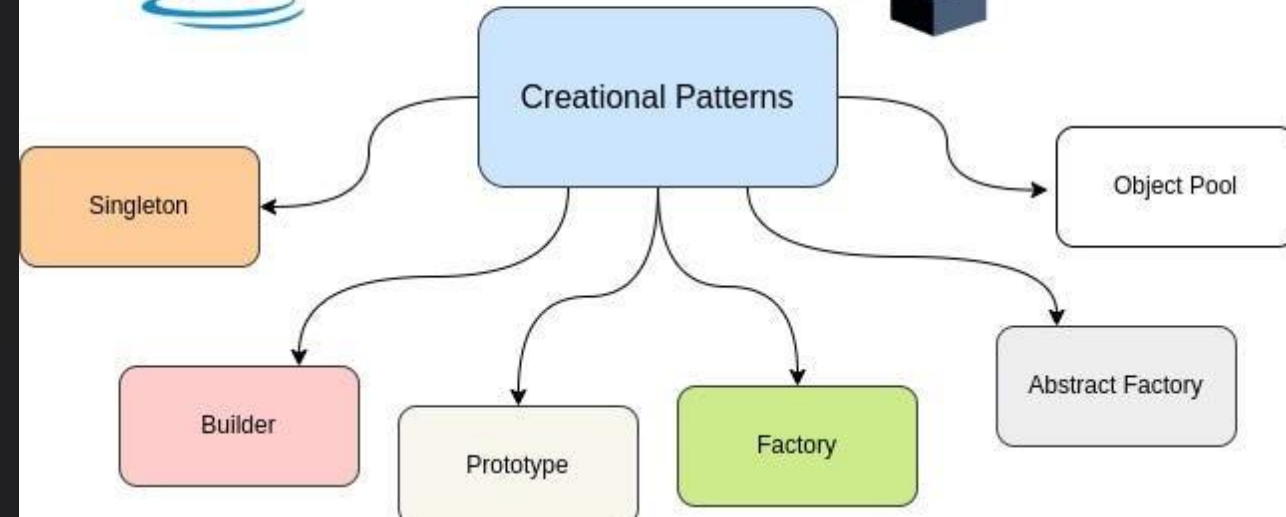 Creational Patterns
Singleton
Object Pool
Builder
Prototype
Factory
Abstract Factory